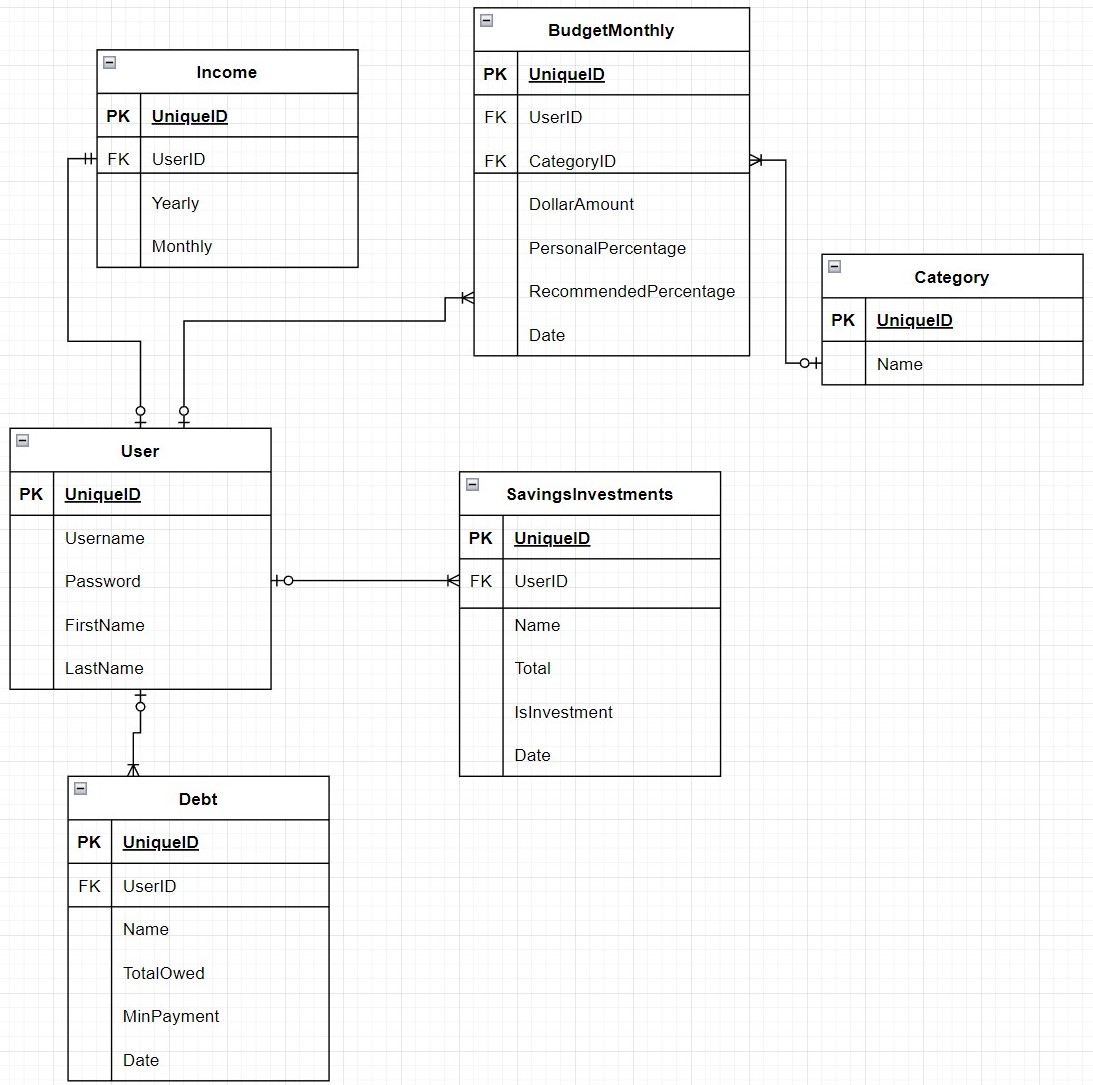 BudgetMonthly
PK UniqueID
FK UserID
FK CategoryID
DollarAmount
PersonalPercentage
RecommendedPercentage
Date
Income
PK UniqueID
FK UserID
Yearly
Monthly
Category
PK UniqueID
Name
User
PK UniqueID
Username
Password
FirstName
LastName
SavingsInvestments
PK UniqueID
FK UserID
Name
Total
IsInvestment
Date
Debt
PK UniqueID
FK UserID
Name
TotalOwed
MinPayment
Date